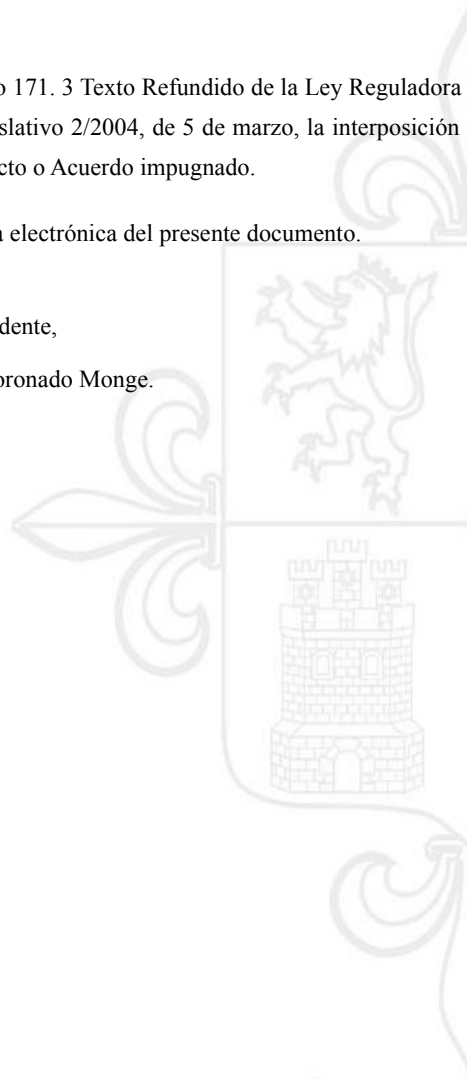 o 171. 3 Texto Refundido de la Ley Reguladora
slativo 2/2004, de 5 de marzo, la interposición
cto o Acuerdo impugnado.
a electrónica del presente documento.
dente,
oronado Monge.